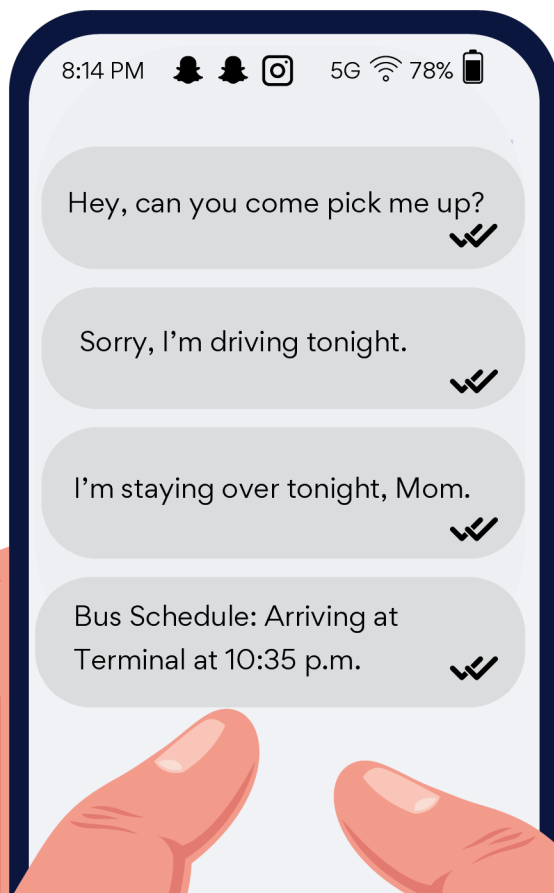 8:14 PM 5G 78%
Hey, can you come pick me up?
Sorry, I’m driving tonight.
I’m staying over tonight, Mom.
Bus Schedule: Arriving at
Terminal at 10:35 p.m.